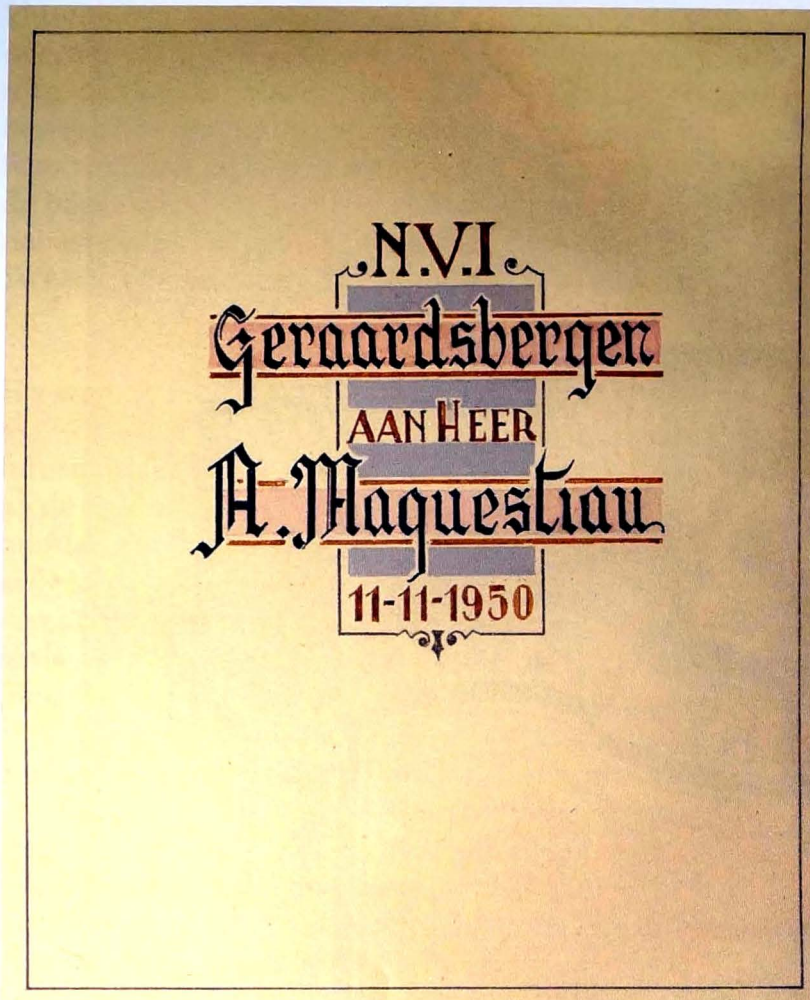 N.V.I.
Geraardsbergen
AAN HEER
A. Maquestiau
11-11-1950